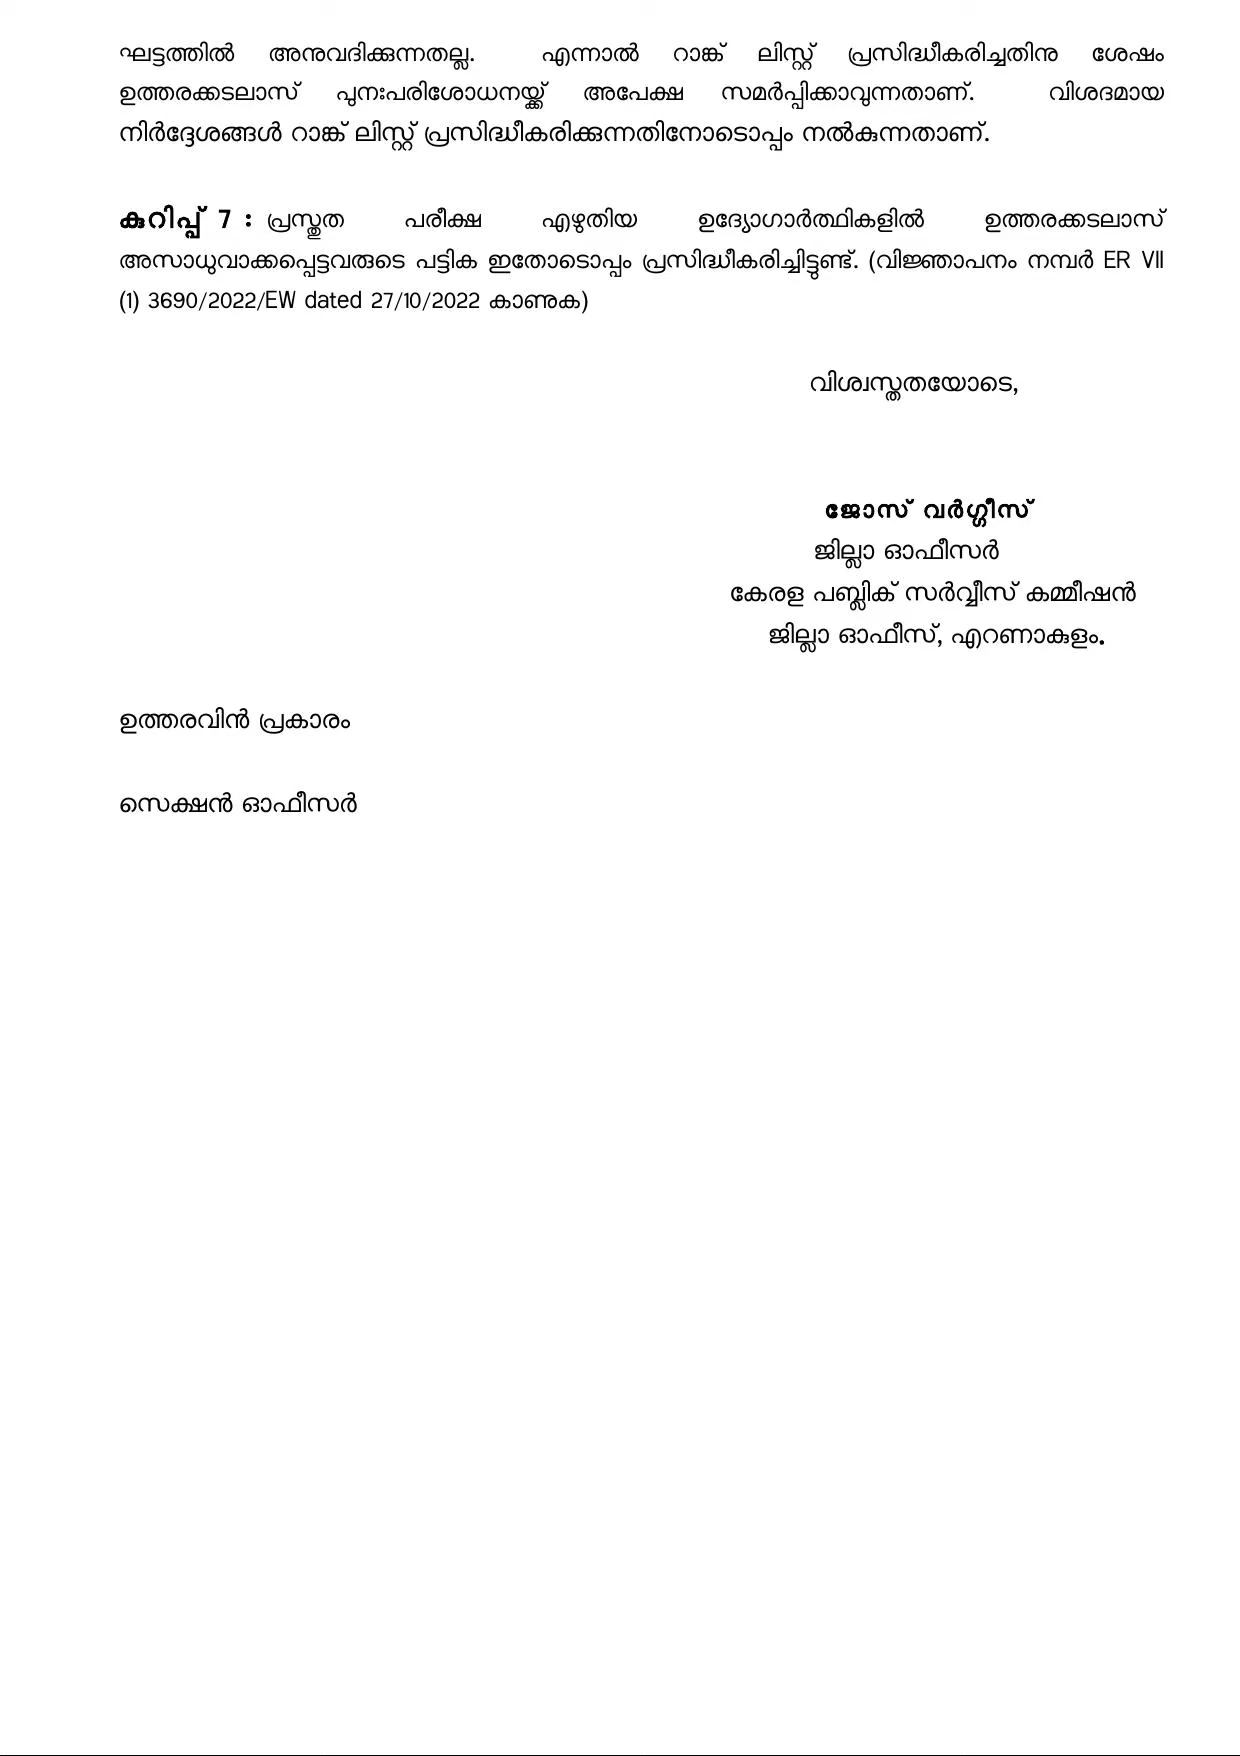 ഘട്ടത്തിൽ അനുവദിക്കുന്നതല്ല. എന്നാൽ റാങ്ക് ലിസ്റ്റ് പ്രസിദ്ധീകരിച്ചതിനു ശേഷം
ഉത്തരക്കടലാസ് പുനഃപരിശോധനയ്ക്ക് അപേക്ഷ സമർപ്പിക്കാവുന്നതാണ്. വിശദമായ
നിർദ്ദേശങ്ങൾ റാങ്ക് ലിസ്റ്റ് പ്രസിദ്ധീകരിക്കുന്നതിനോടൊപ്പം നൽകുന്നതാണ്.
കുറിപ്പ് 7 : പ്രസ്തുത പരീക്ഷ എഴുതിയ ഉദ്യോഗാർത്ഥികളിൽ ഉത്തരക്കടലാസ്
അസാധുവാക്കപ്പെട്ടവരുടെ പട്ടിക ഇതോടൊപ്പം പ്രസിദ്ധീകരിച്ചിട്ടുണ്ട്. (വിജ്ഞാപനം നമ്പർ ER VII
(1) 3690/2022/EW dated 27/10/2022 കാണുക)
വിശ്വസ്തതയോടെ,
ജോസ് വർഗ്ഗീസ്
ജില്ലാ ഓഫീസർ
കേരള പബ്ലിക് സർവ്വീസ് കമ്മീഷൻ
ജില്ലാ ഓഫീസ്, എറണാകുളം.
ഉത്തരവിൻ പ്രകാരം
സെക്ഷൻ ഓഫീസർ